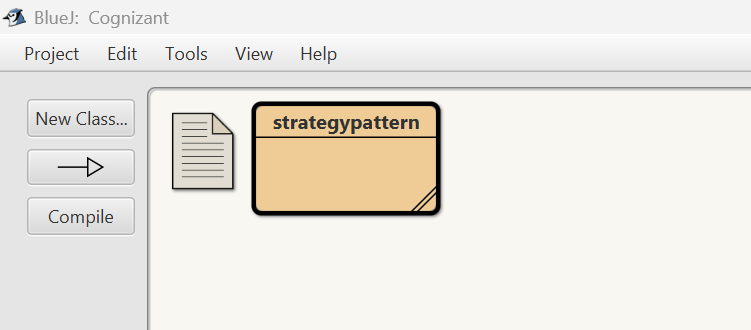 BlueJ: Cognizant
Project Edit Tools View Help
New Class...
strategypattern
Compile